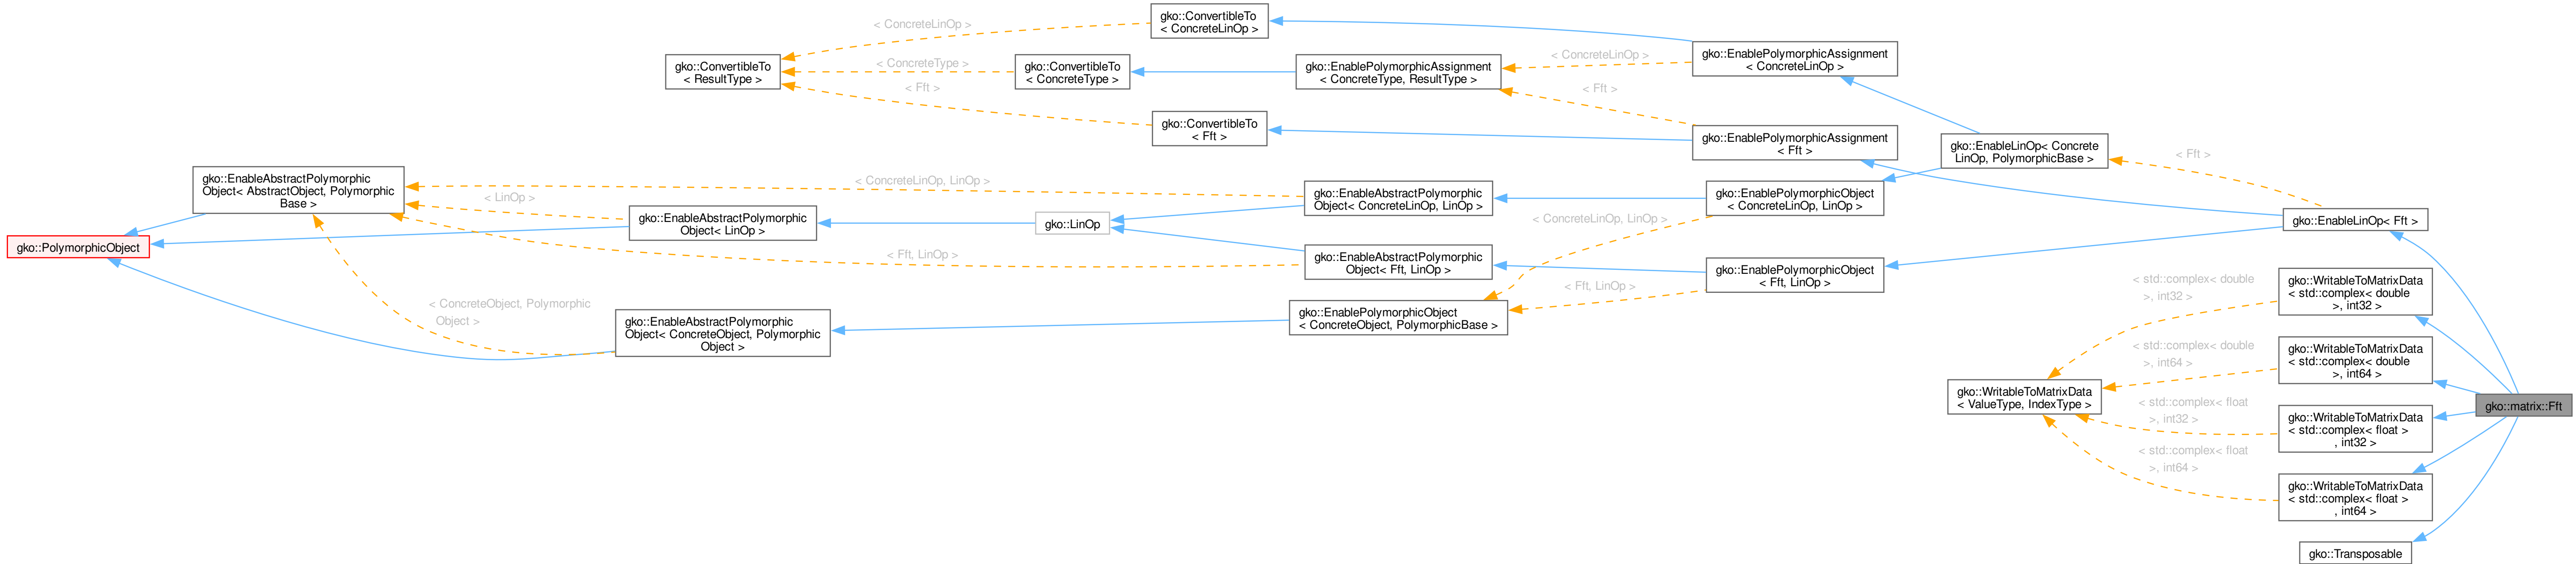 gko::PolymorphicObject
gko::EnableAbstractPolymorphic
Object< AbstractObject, Polymorphic
Base >
gko::ConvertibleTo
< ResultType >
< ConcreteLinOp >
< ConcreteType >
< Fft >
gko::ConvertibleTo
< ConcreteLinOp >
gko::ConvertibleTo
< ConcreteType >
gko::ConvertibleTo
< Fft >
gko::EnablePolymorphicAssignment
< ConcreteType, ResultType >
< ConcreteLinOp >
< Fft >
gko::EnablePolymorphicAssignment
< ConcreteLinOp >
gko::EnablePolymorphicAssignment
< Fft >
gko::EnableLinOp< Concrete
LinOp, PolymorphicBase >
< Fft >
< ConcreteLinOp, LinOp >
< LinOp >
< Fft, LinOp >
< ConcreteObject, Polymorphic
Object >
gko::EnableAbstractPolymorphic
Object< LinOp >
gko::LinOp
gko::EnableAbstractPolymorphic
Object< ConcreteLinOp, LinOp >
gko::EnableAbstractPolymorphic
Object< Fft, LinOp >
gko::EnableAbstractPolymorphic
Object< ConcreteObject, Polymorphic
Object >
gko::EnablePolymorphicObject
< ConcreteObject, PolymorphicBase >
< ConcreteLinOp, LinOp >
< Fft, LinOp >
gko::EnablePolymorphicObject
< ConcreteLinOp, LinOp >
gko::EnablePolymorphicObject
< Fft, LinOp >
gko::EnableLinOp< Fft >
gko::WritableToMatrixData
< ValueType, IndexType >
< std::complex< double
>, int32 >
< std::complex< double
>, int64 >
< std::complex< float
>, int32 >
< std::complex< float
>, int64 >
gko::WritableToMatrixData
< std::complex< double
>, int32 >
gko::WritableToMatrixData
< std::complex< double
>, int64 >
gko::WritableToMatrixData
< std::complex< float >
, int32 >
gko::WritableToMatrixData
< std::complex< float >
, int64 >
gko::Transposable
gko::matrix::Fft